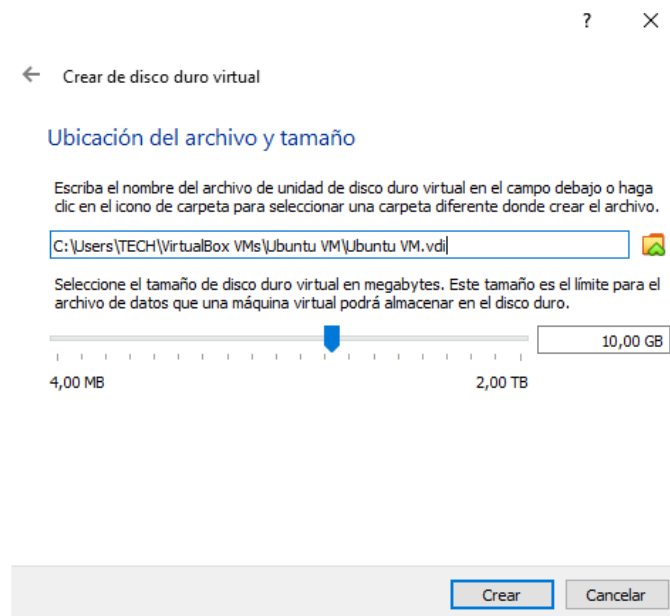 ?
Crear de disco duro virtual
Ubicación del archivo y tamaño
Escriba el nombre del archivo de unidad de disco duro virtual en el campo debajo o haga
clic en el icono de carpeta para seleccionar una carpeta diferente donde crear el archivo.
C:\Users\TECH\VirtualBox VMs\Ubuntu VM\Ubuntu VM.vdi
Seleccione el tamaño de disco duro virtual en megabytes. Este tamaño es el límite para el
archivo de datos que una máquina virtual podrá almacenar en el disco duro.
10,00 GB
4,00 MB 2,00 TB
Crear Cancelar